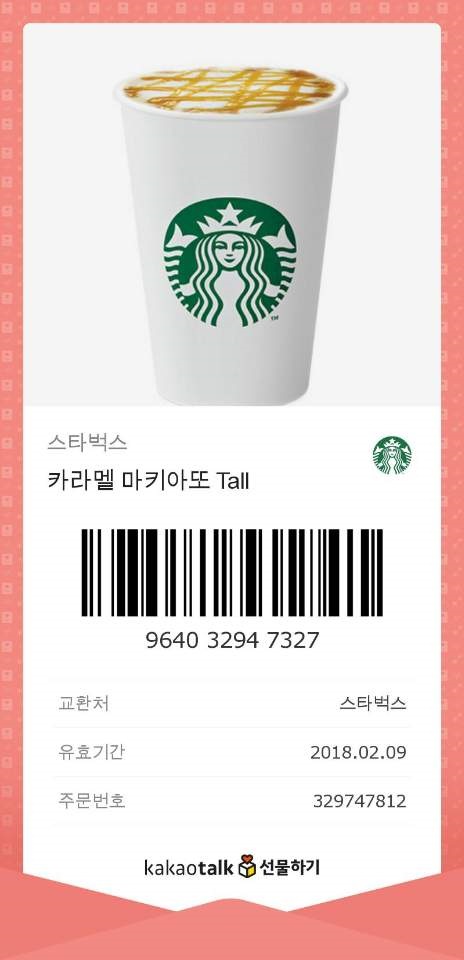 TM
스타벅스
카라멜 마키아또 Tall
9640 3294 7327
교환처 스타벅스
유효기간 2018.02.09
주문번호 329747812
kakaotalk 선물하기